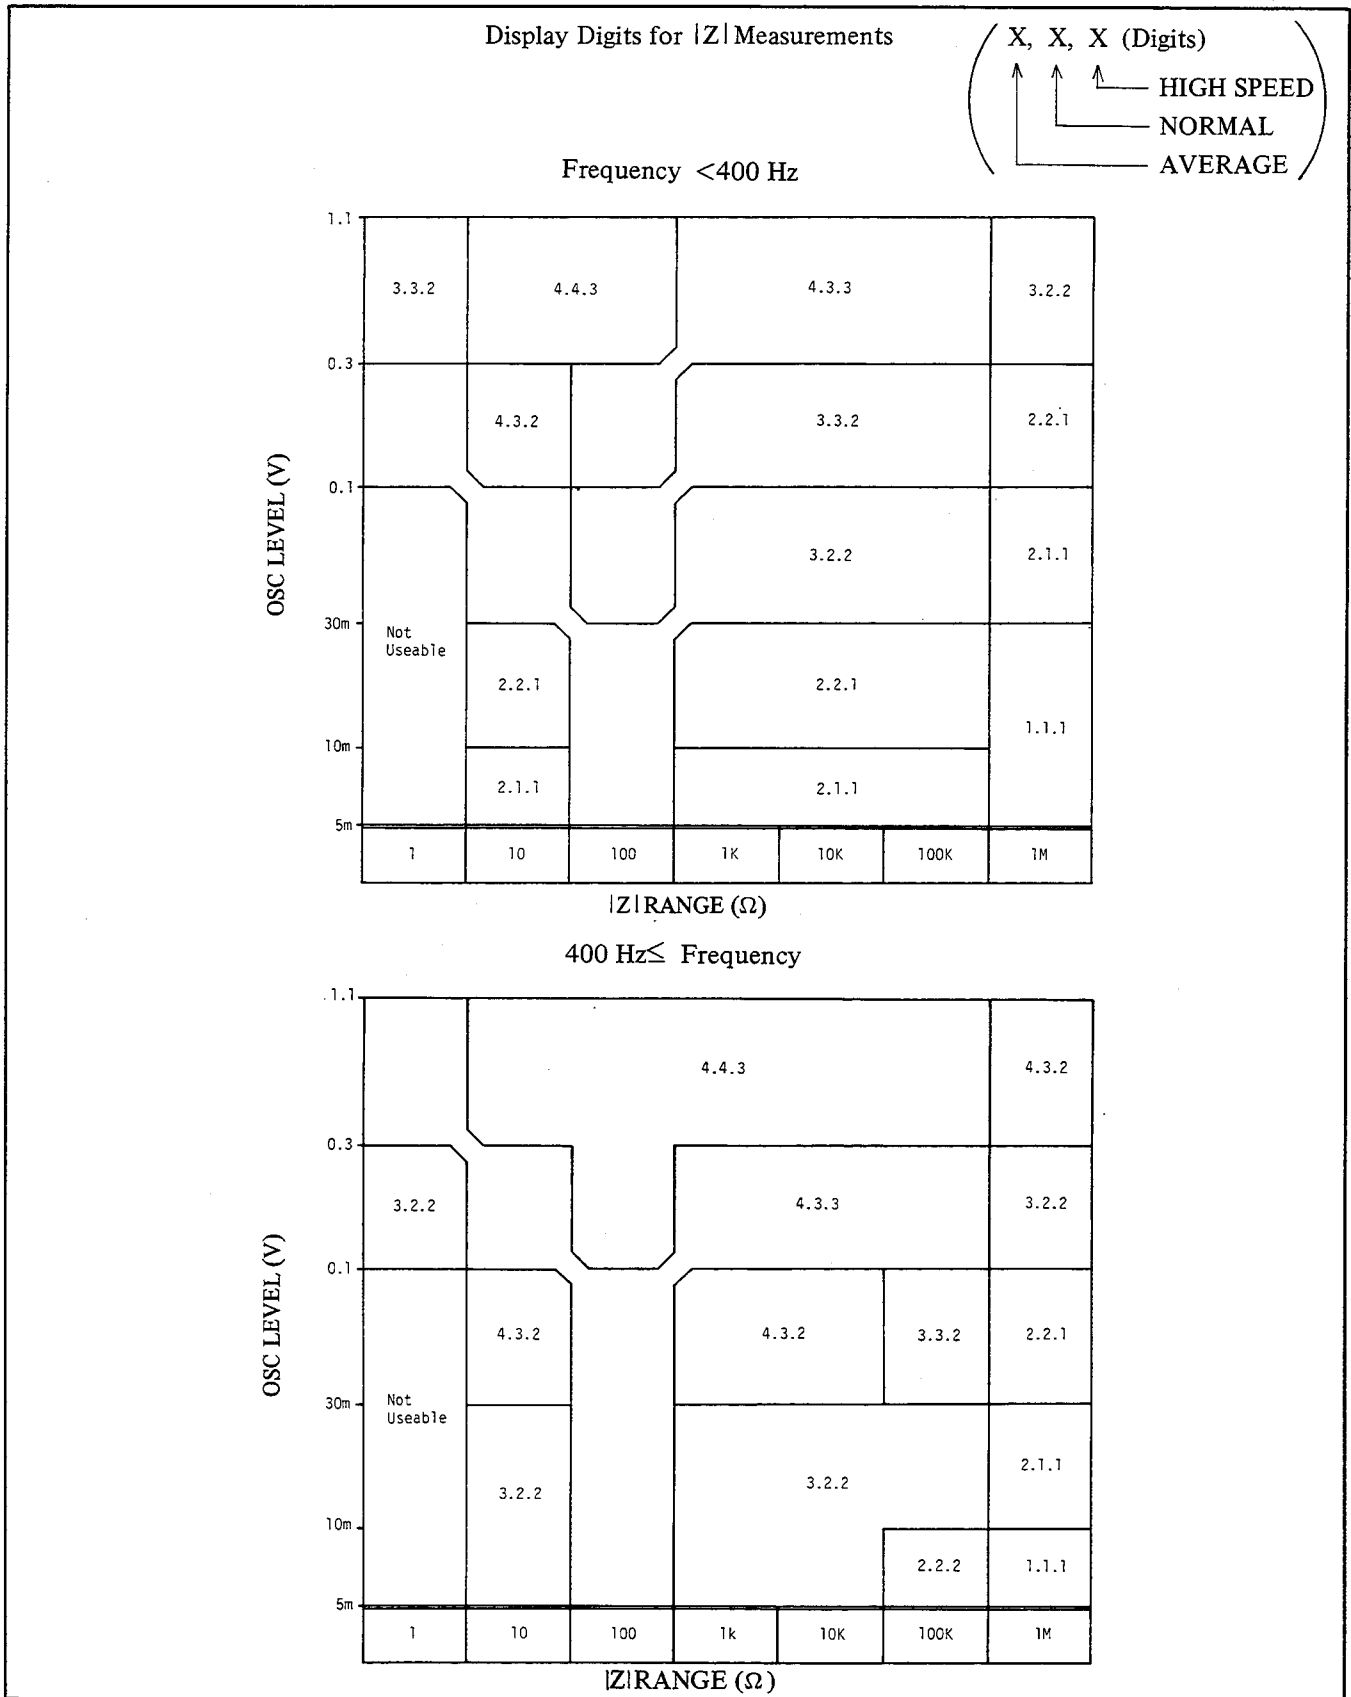 Display Digits for |Z| Measurements
X, X, X (Digits)
HIGH SPEED
NORMAL
AVERAGE
Frequency <400 Hz
1.1
3.3.2
4.4.3
4.3.3
3.2.2
0.3
4.3.2
3.3.2
2.2.1
OSC LEVEL (V)
0.1
3.2.2
2.1.1
30m
Not
Useable
2.2.1
2.2.1
1.1.1
10m
2.1.1
2.1.1
5m
1
10
100
1K
10K
100K
1M
|Z| RANGE (Ω)
400 Hz≦ Frequency
1.1
4.4.3
4.3.2
0.3
3.2.2
4.3.3
3.2.2
OSC LEVEL (V)
0.1
4.3.2
4.3.2
3.3.2
2.2.1
30m
Not
Useable
3.2.2
3.2.2
2.1.1
10m
2.2.2
1.1.1
5m
1
10
100
1k
10K
100K
1M
|Z| RANGE (Ω)